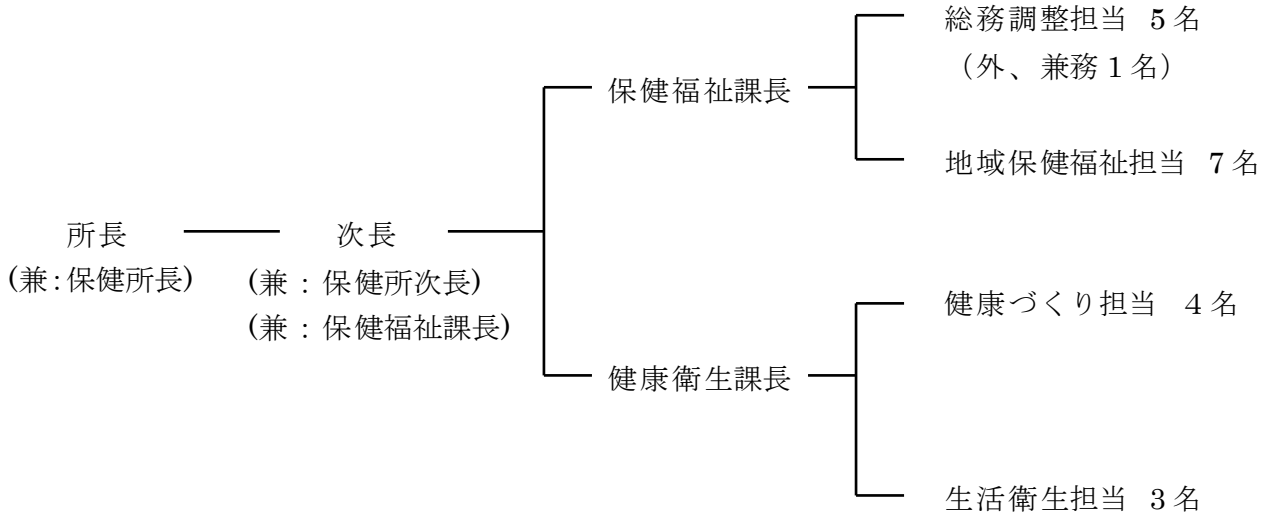 総務調整担当 5名
（外、兼務1名）
保健福祉課長
地域保健福祉担当 7名
所長
(兼:保健所長)
次長
(兼：保健所次長)
(兼：保健福祉課長)
健康づくり担当 4名
健康衛生課長
生活衛生担当 3名